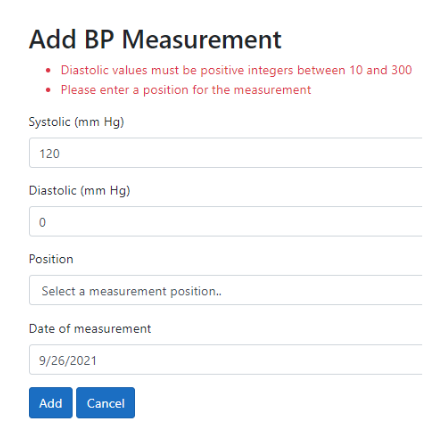 Add BP Measurement
Diastolic values must be positive integers between 10 and 300
Please enter a position for the measurement
Systolic (mm Hg)
120
Diastolic (mm Hg)
0
Position
Select a measurement position..
Date of measurement
9/26/2021
Add Cancel